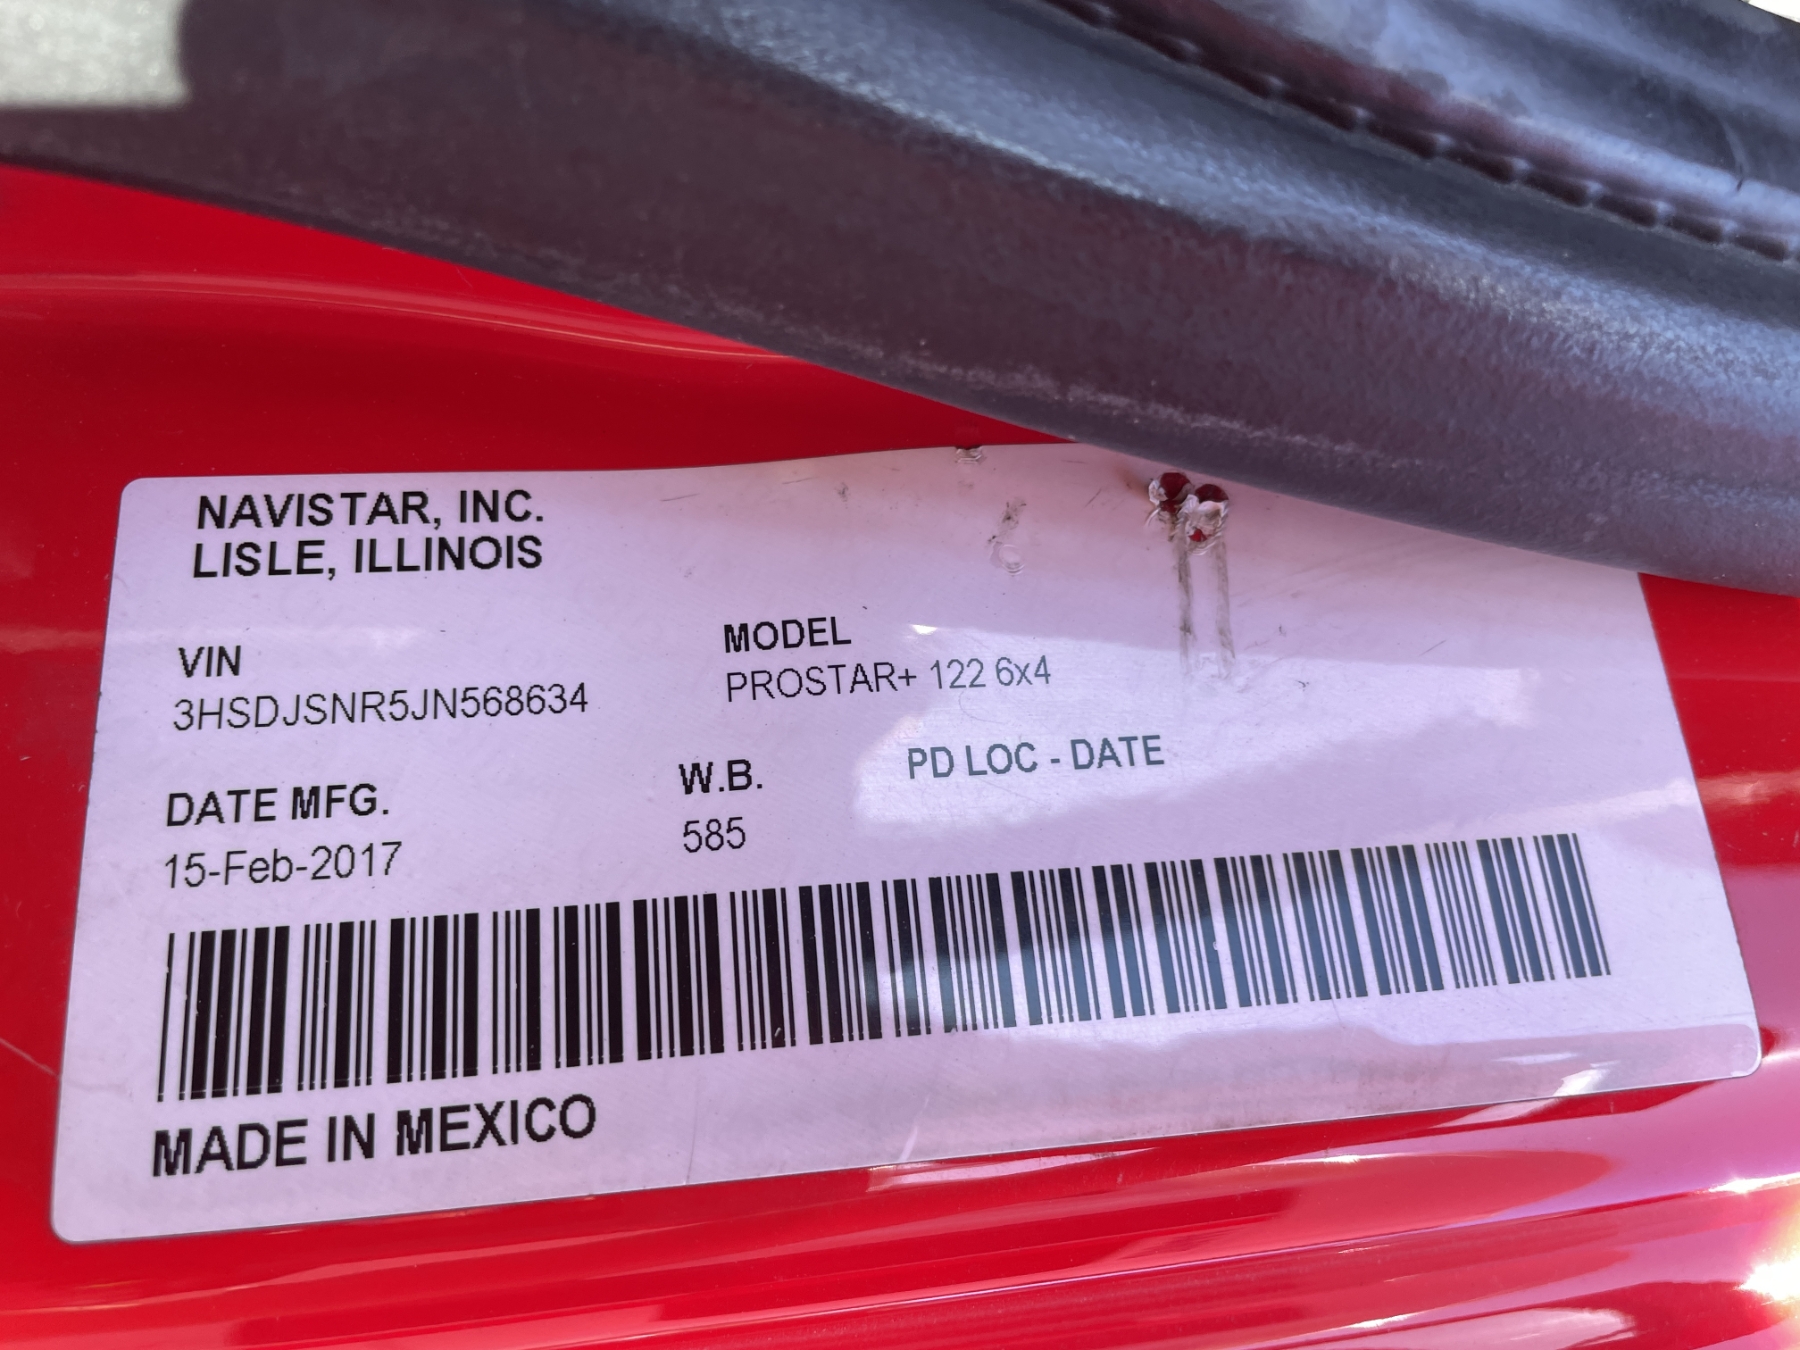 NAVISTAR, INC.
LISLE, ILLINOIS
VIN
3HSDJSNR5JN568634
MODEL
PROSTAR+ 122 6x4
DATE MFG.
15-Feb-2017
W.B.
585
PD LOC - DATE
MADE IN MEXICO